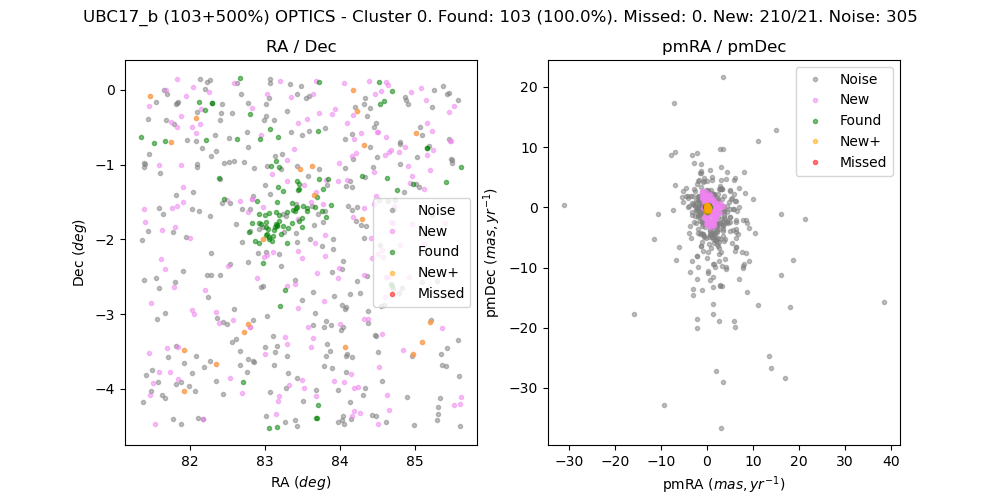 UBC17_b (103+500%) OPTICS - Cluster 0. Found: 103 (100.0%). Missed: 0. New: 210/21. Noise: 305
RA / Dec
0
−1
−2
−3
−4
Dec (deg)
82 83 84 85
RA (deg)
Noise
New
Found
New+
Missed
pmRA / pmDec
20
10
0
−10
−20
−30
pmDec (mas, yr⁻¹)
−30 −20 −10 0 10 20 30 40
pmRA (mas, yr⁻¹)
Noise
New
Found
New+
Missed